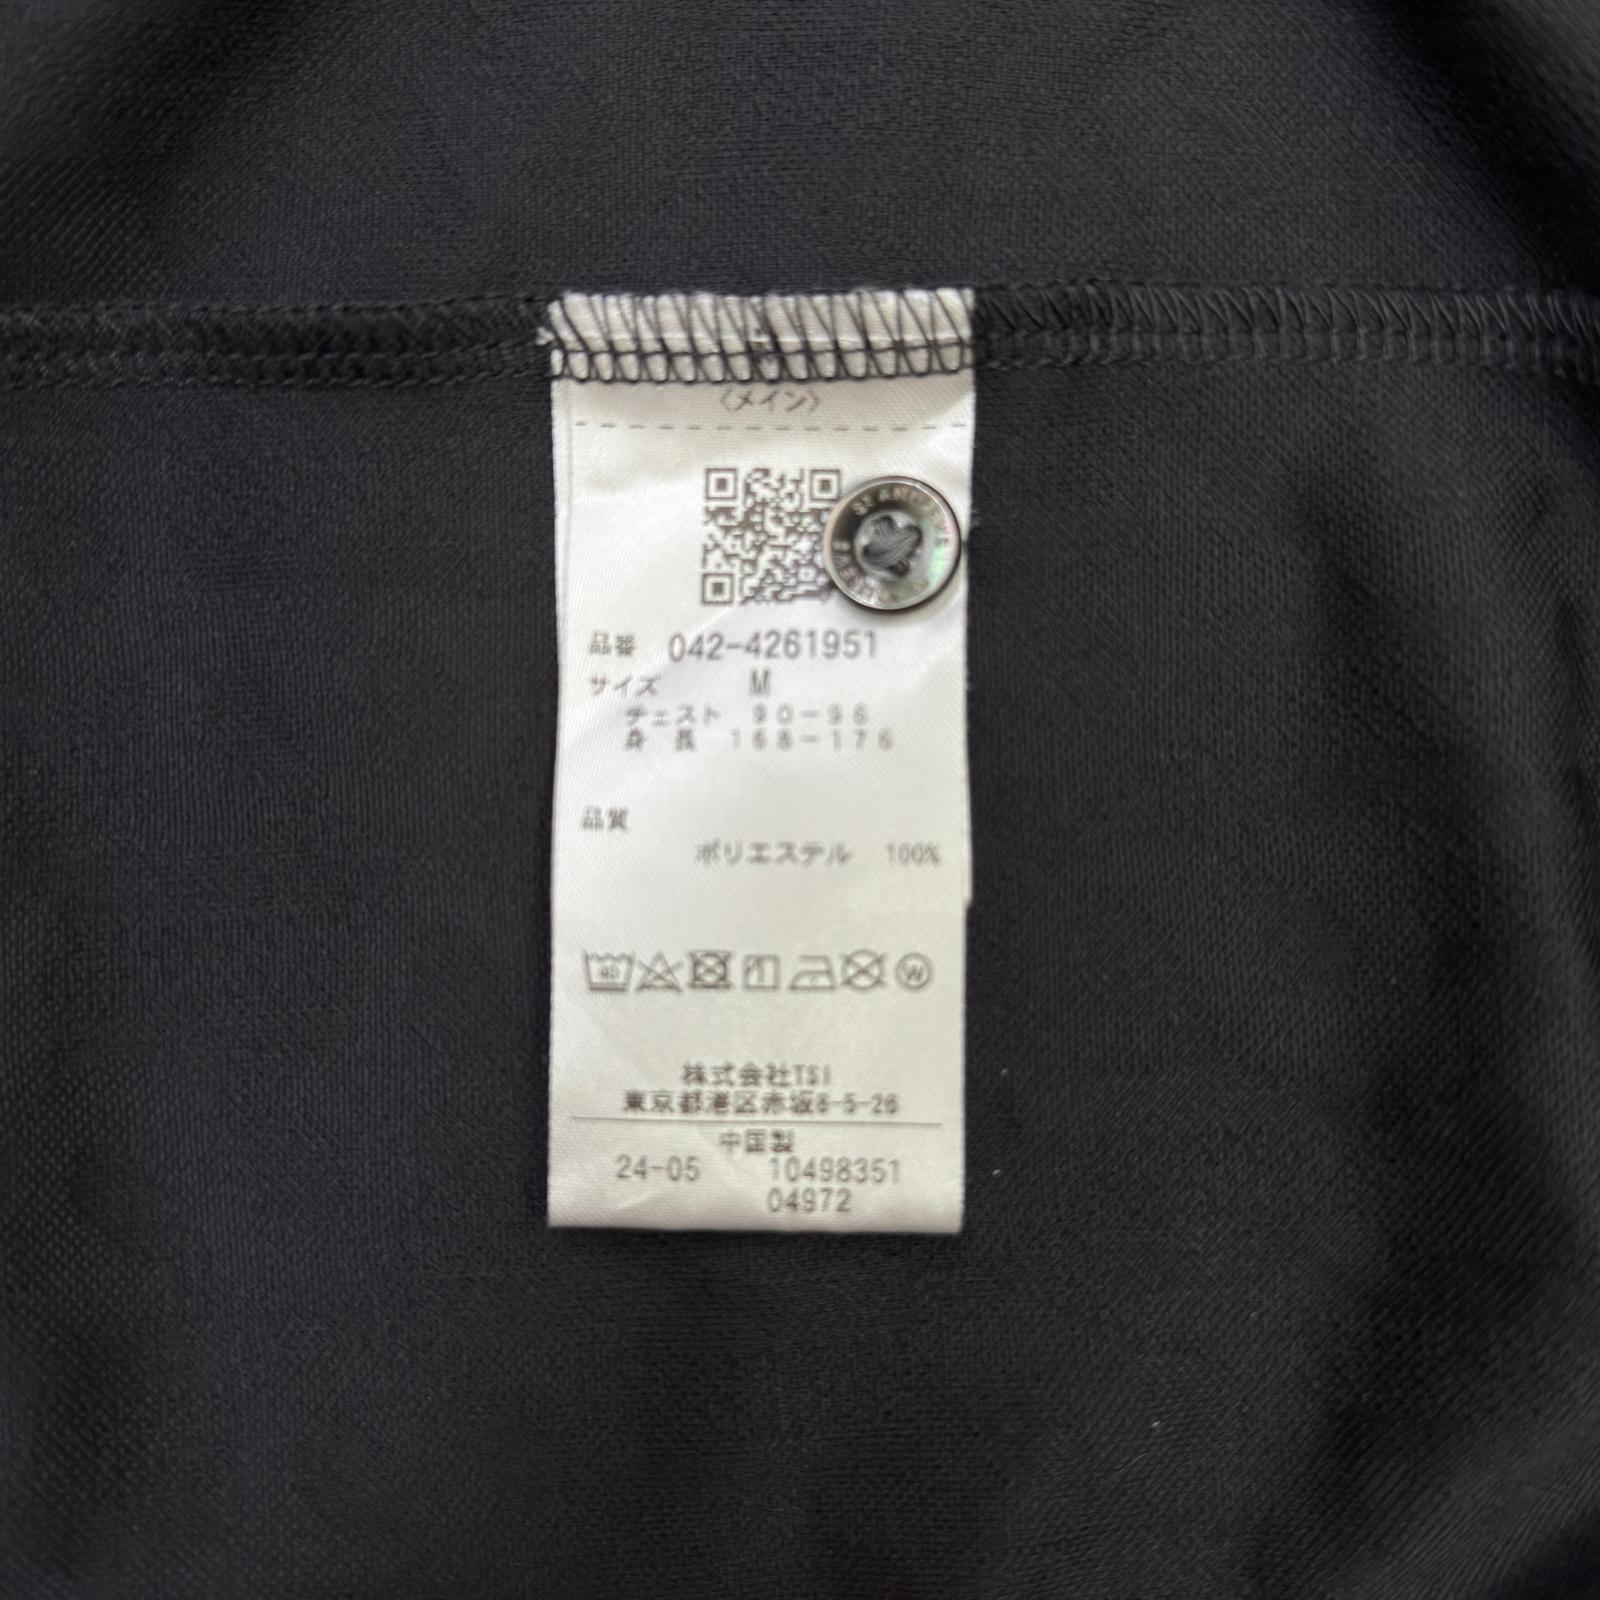 〈メイン〉
品番 042-4261951
サイズ M
チェスト 90-96
身長 168-176
品質
ポリエステル 100%
株式会社TSI
東京都港区赤坂8-5-26
中国製
24-05 10498351
04972